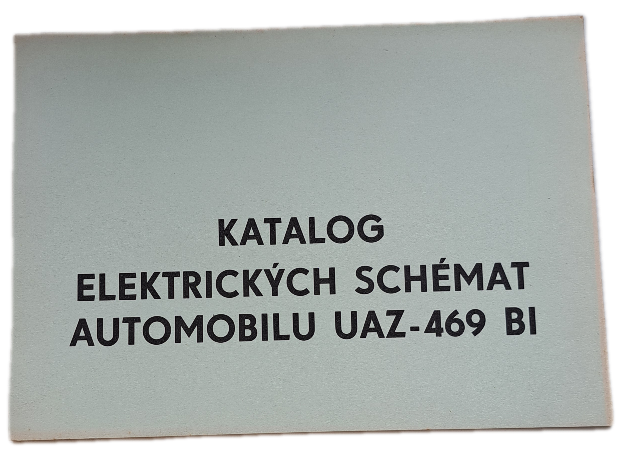 KATALOG
ELEKTRICKÝCH SCHÉMAT
AUTOMOBILU UAZ-469 BI